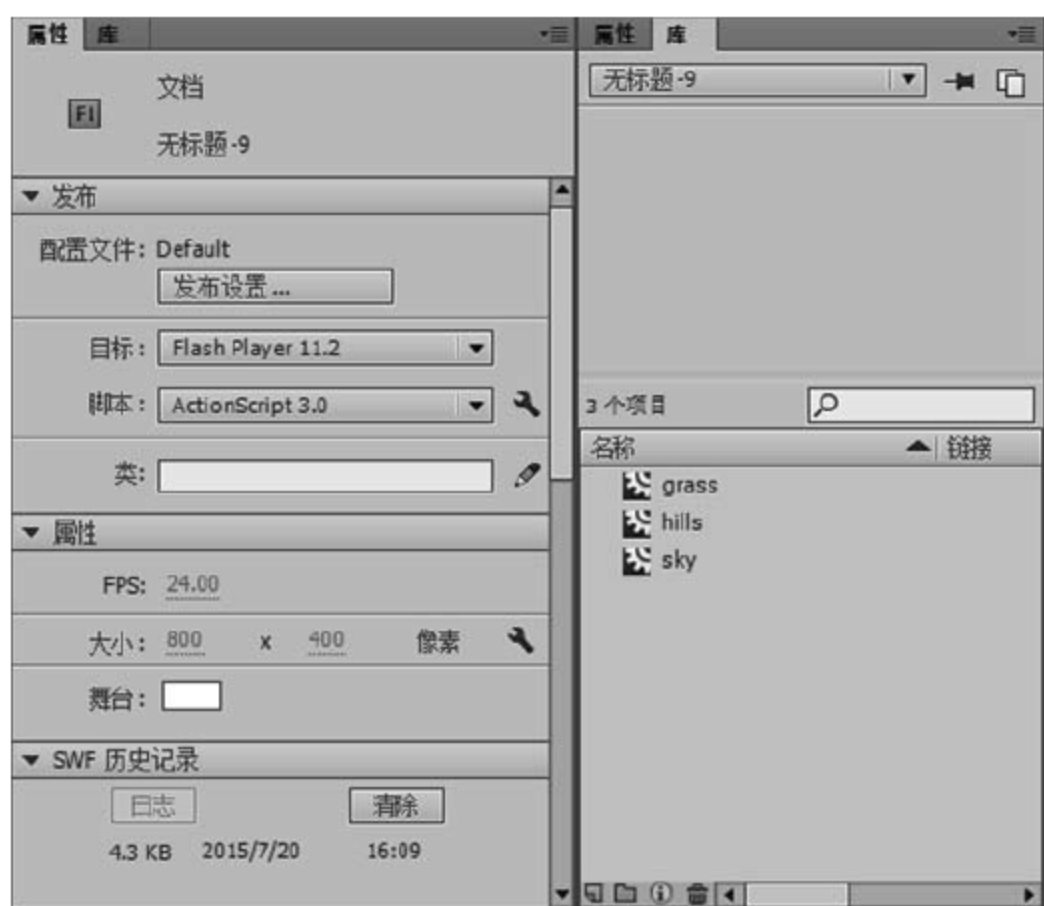 属性 库
文档
Fl
无标题-9
发布
配置文件: Default
发布设置...
目标: Flash Player 11.2
脚本: ActionScript 3.0
类:
属性
FPS: 24.00
大小: 800 x 400 像素
舞台:
SWF 历史记录
日志 清除
4.3 KB 2015/7/20 16:09
属性 库
无标题-9
3 个项目
名称 链接
grass
hills
sky